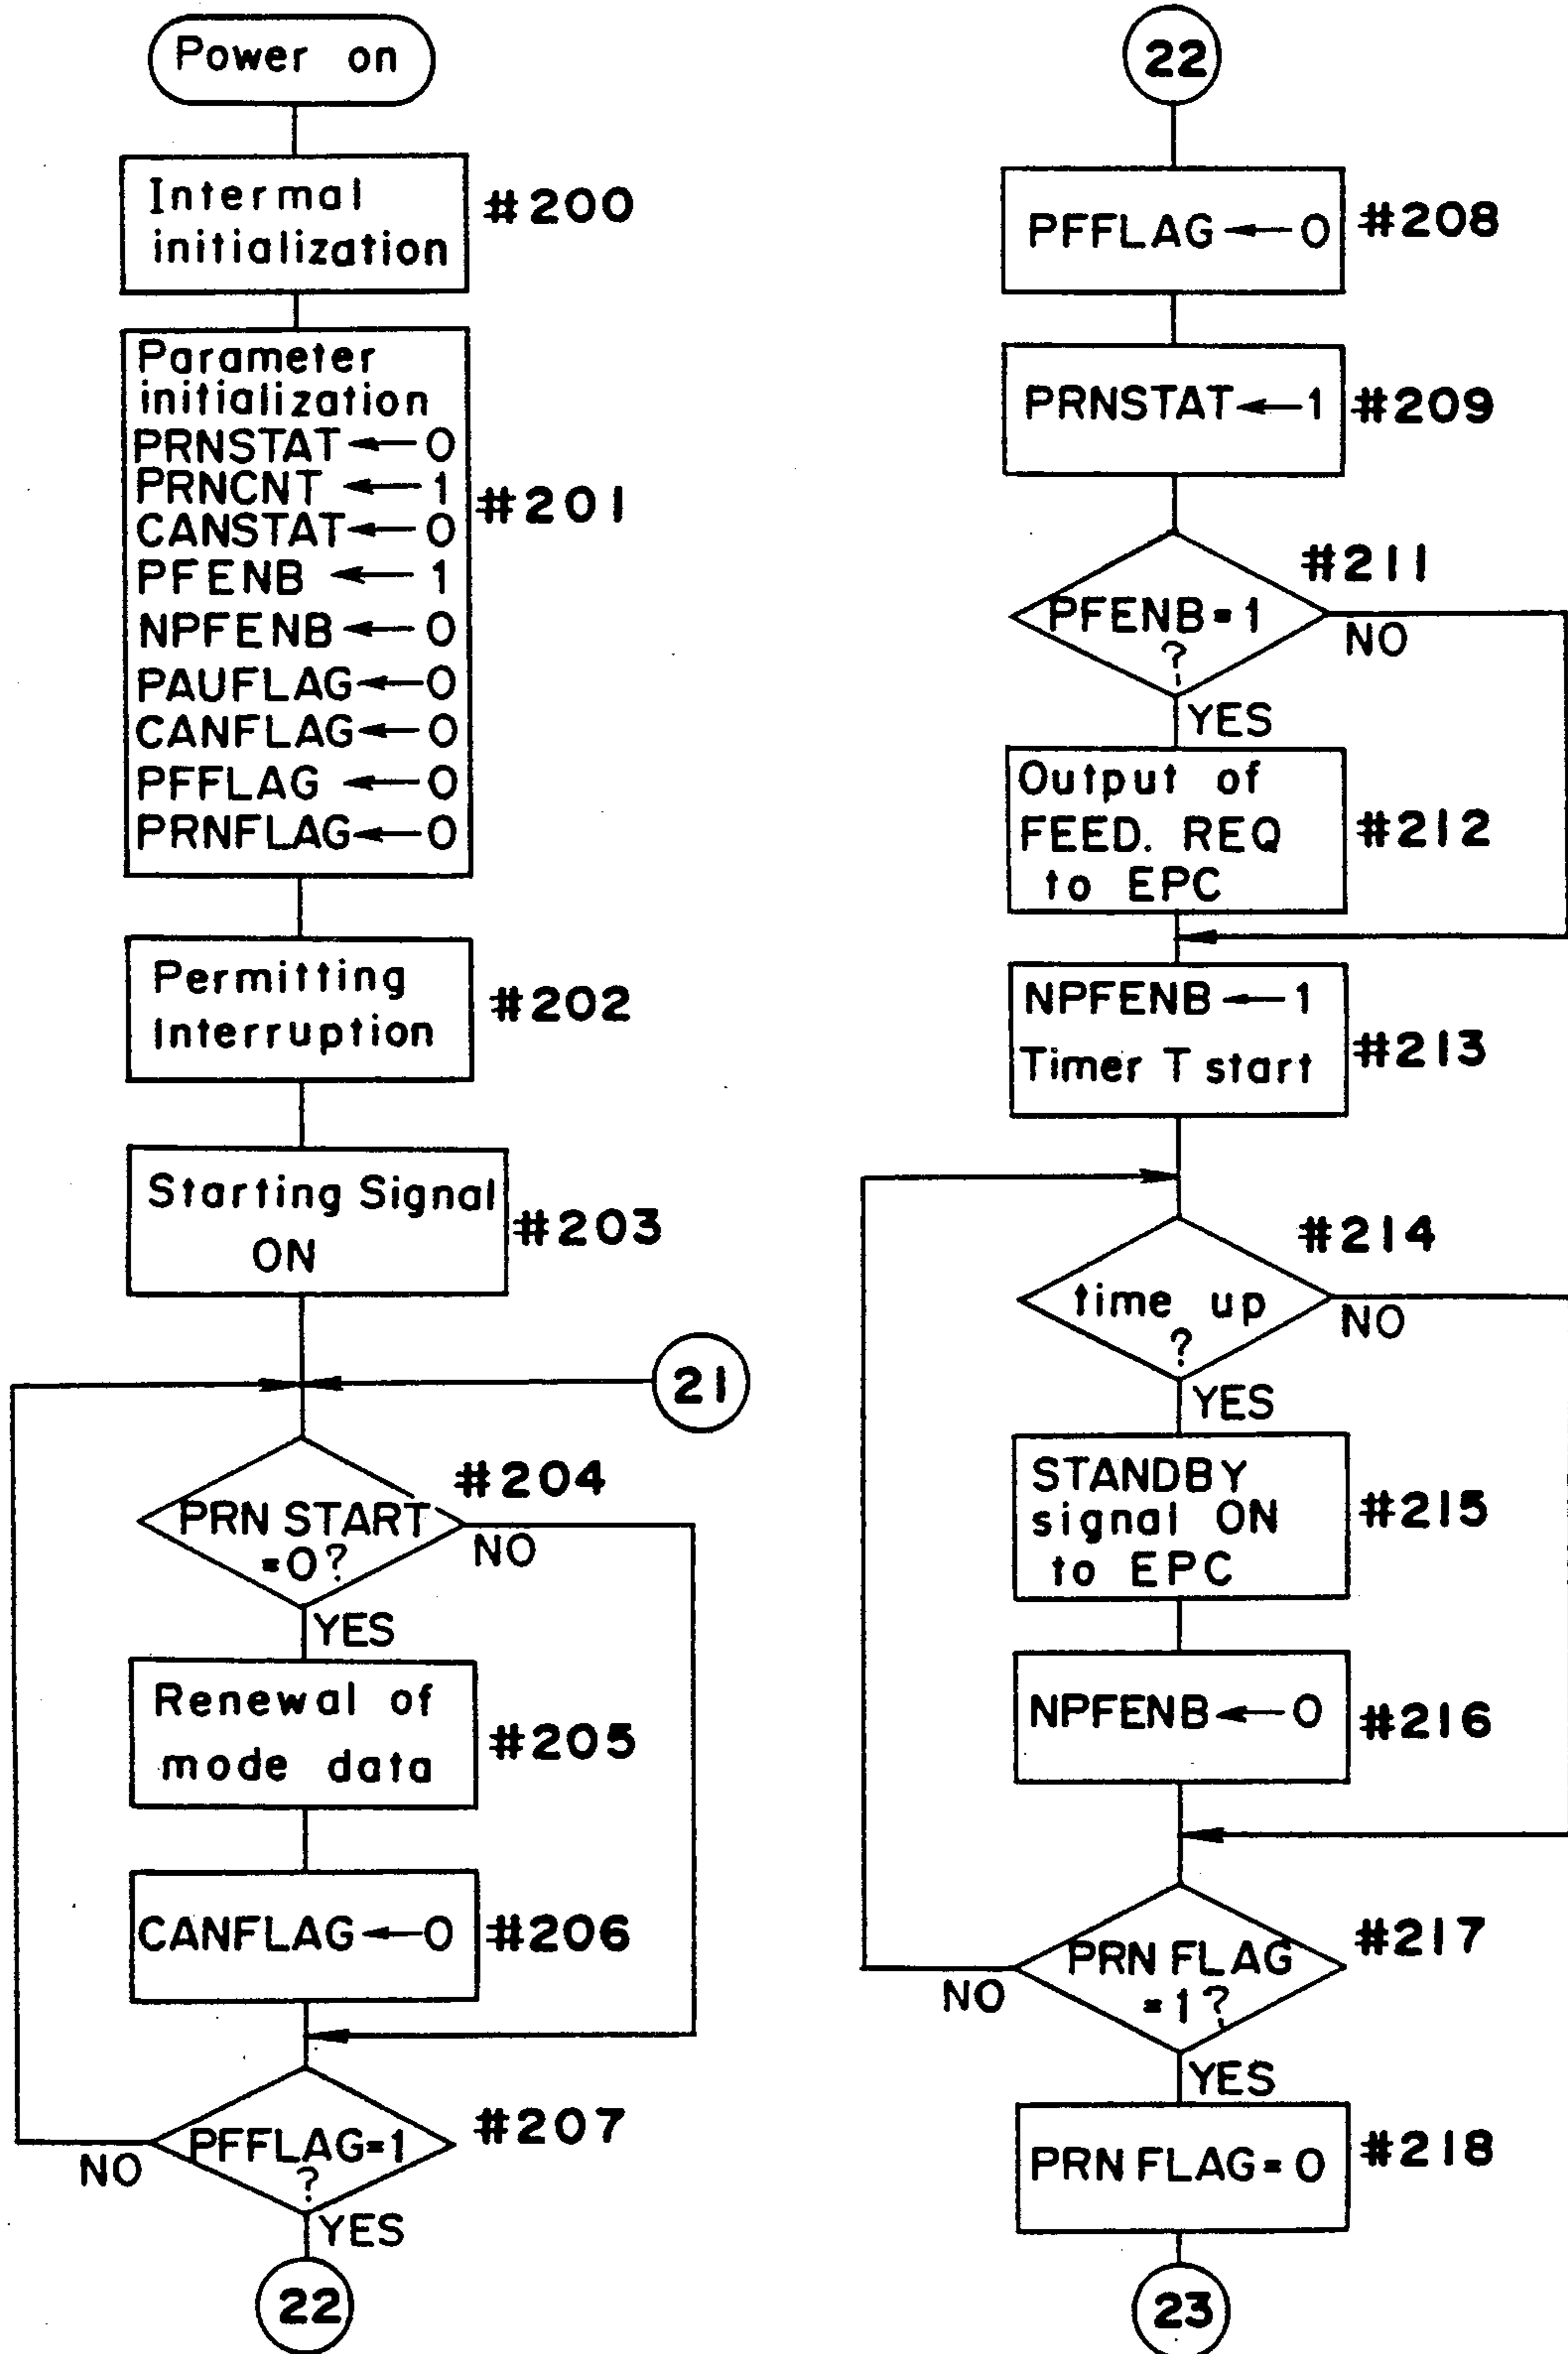 Power on
Intermal
initialization
#200
Parameter
initialization
PRNSTAT←0
PRNCNT ←1
CANSTAT←0
PFENB ←1
NPFENB ←0
PAUFLAG←0
CANFLAG←0
PFFLAG ←0
PRNFLAG←0
#201
Permitting
Interruption
#202
Starting Signal
ON
#203
21
#204
PRN START
=0?
NO
YES
Renewal of
mode data
#205
CANFLAG←0
#206
#207
PFFLAG=1
?
NO
YES
22
22
PFFLAG←0
#208
PRNSTAT←1
#209
#211
PFENB=1
?
NO
YES
Output of
FEED. REQ
to EPC
#212
NPFENB←1
Timer T start
#213
#214
time up
?
NO
YES
STANDBY
signal ON
to EPC
#215
NPFENB←0
#216
#217
PRN FLAG
=1?
NO
YES
PRN FLAG=0
#218
23